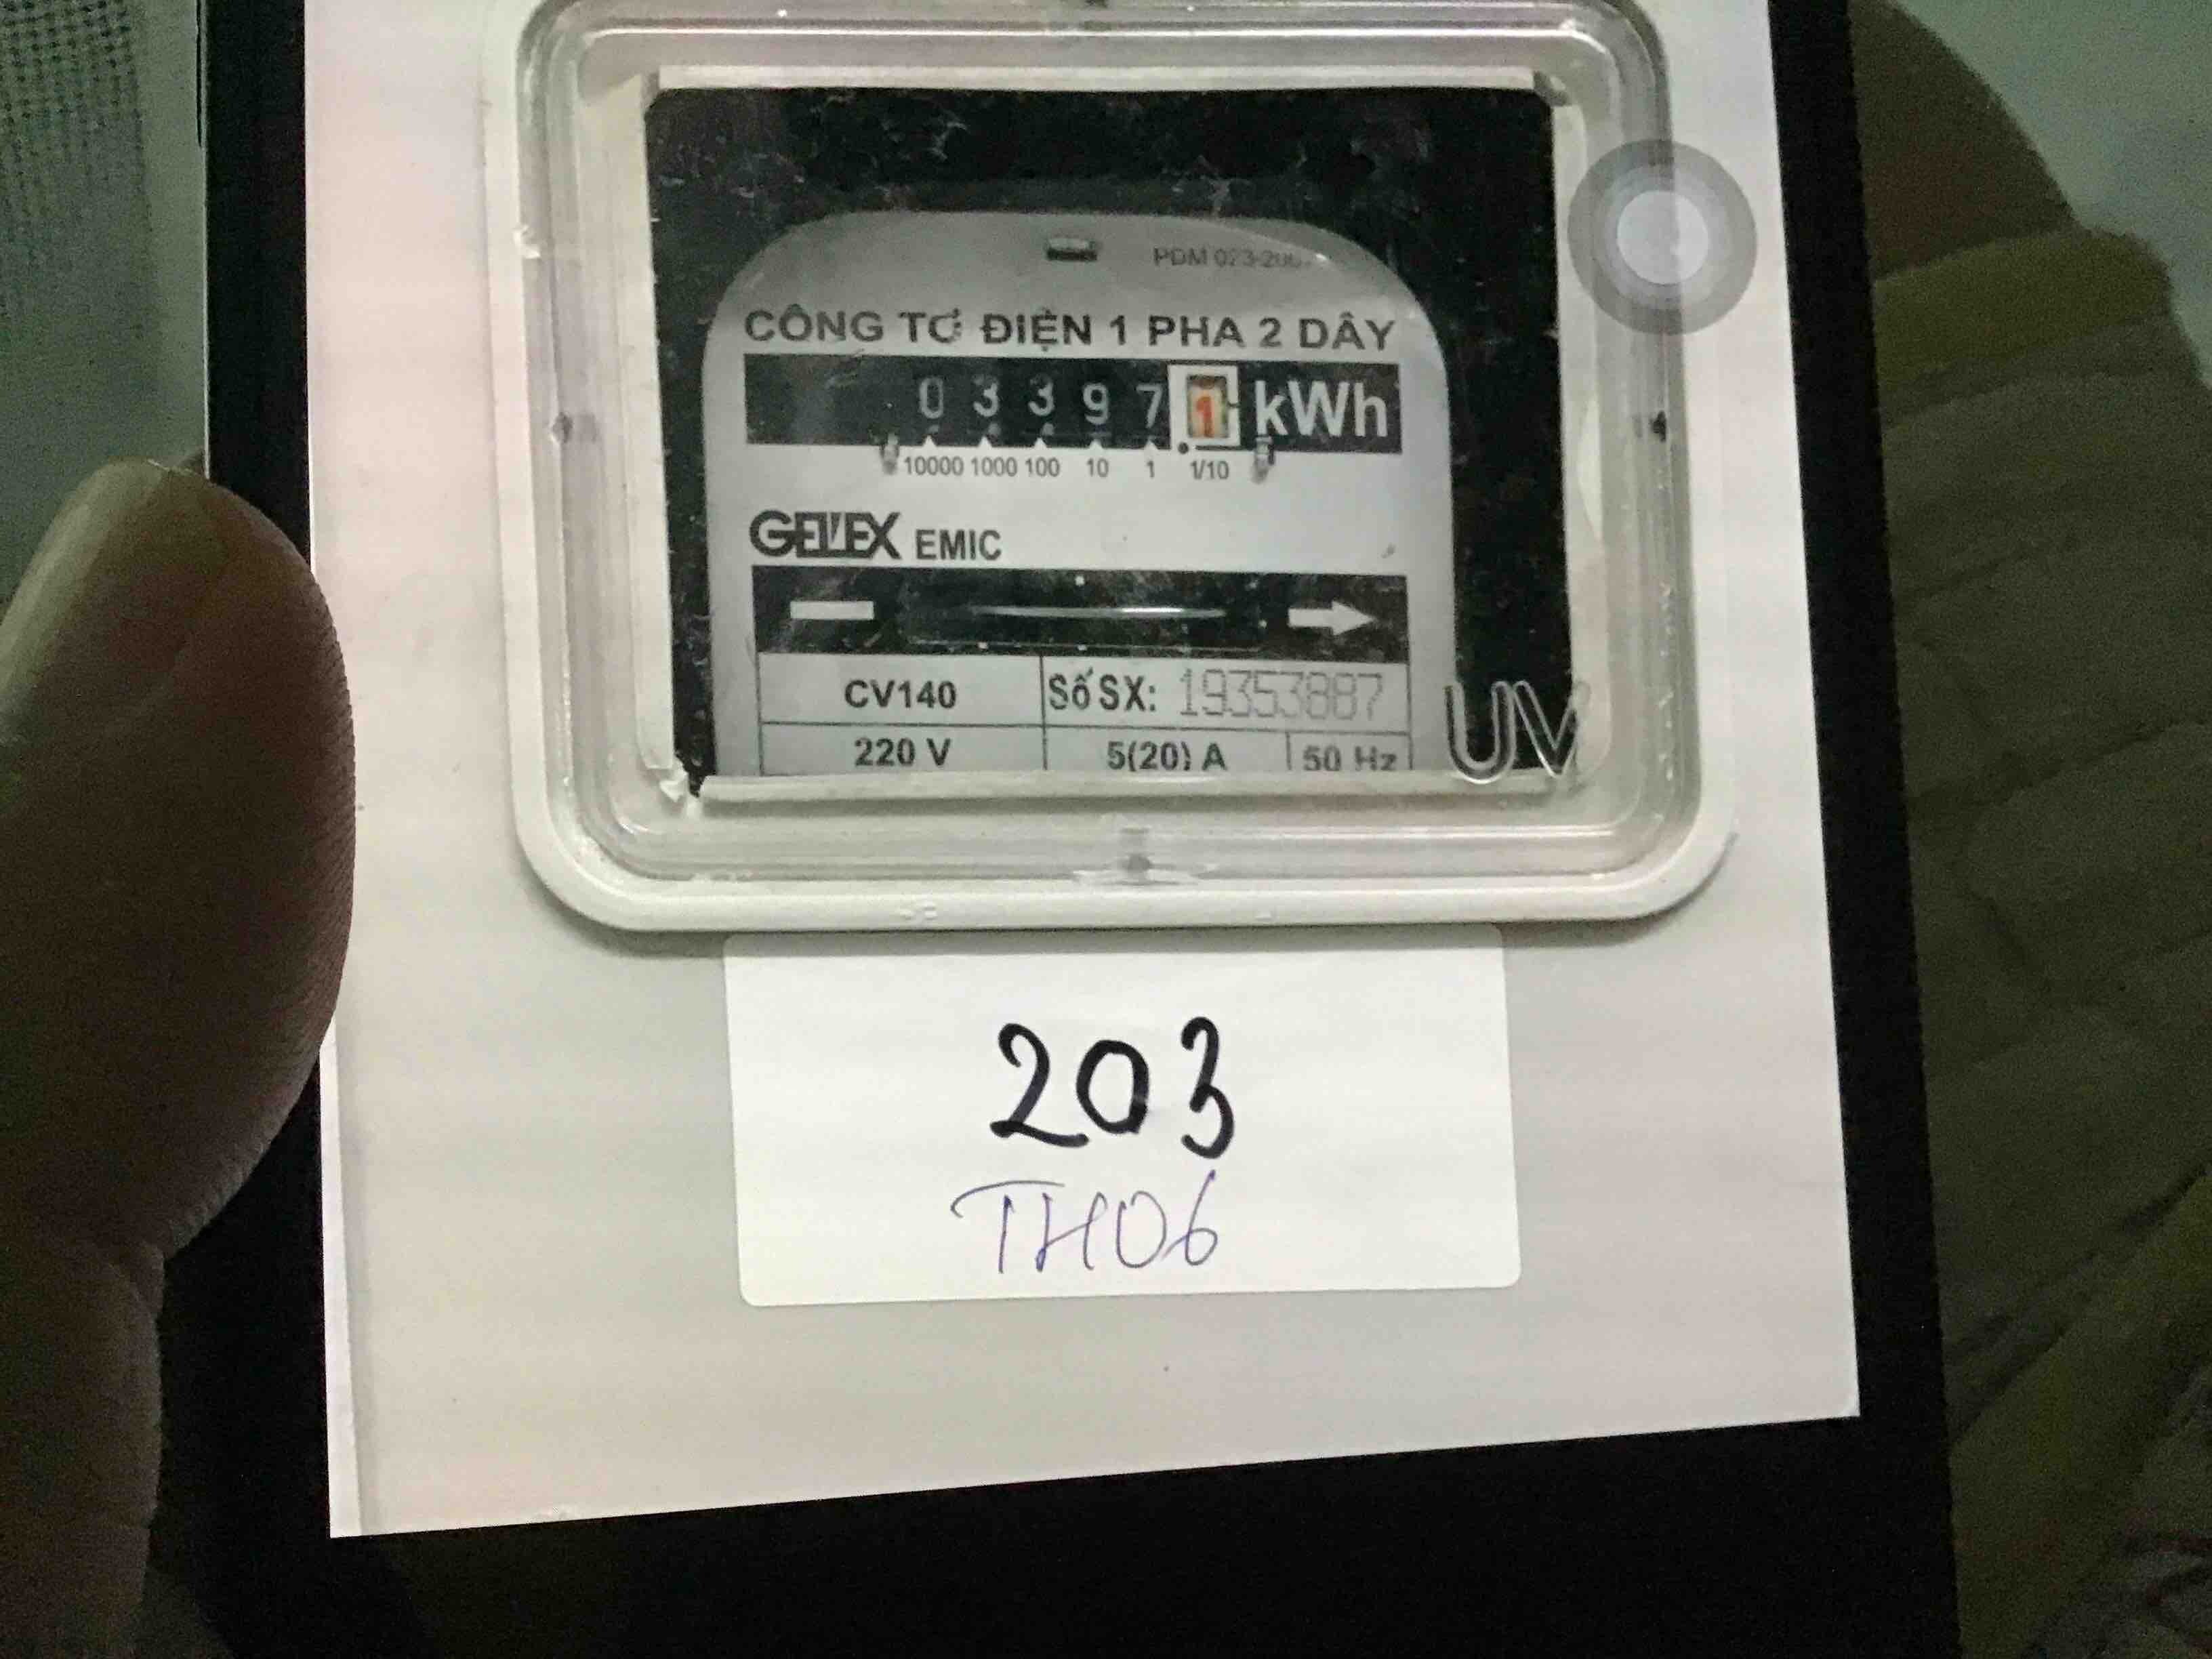 PDM 023-200
CÔNG TƠ ĐIỆN 1 PHA 2 DÂY
0 3 3 9 7 1 kWh
10000 1000 100 10 1 1/10
GELEX EMIC
CV140 Số SX: 19353887
220 V 5(20) A 50 Hz
UV
203
TH06